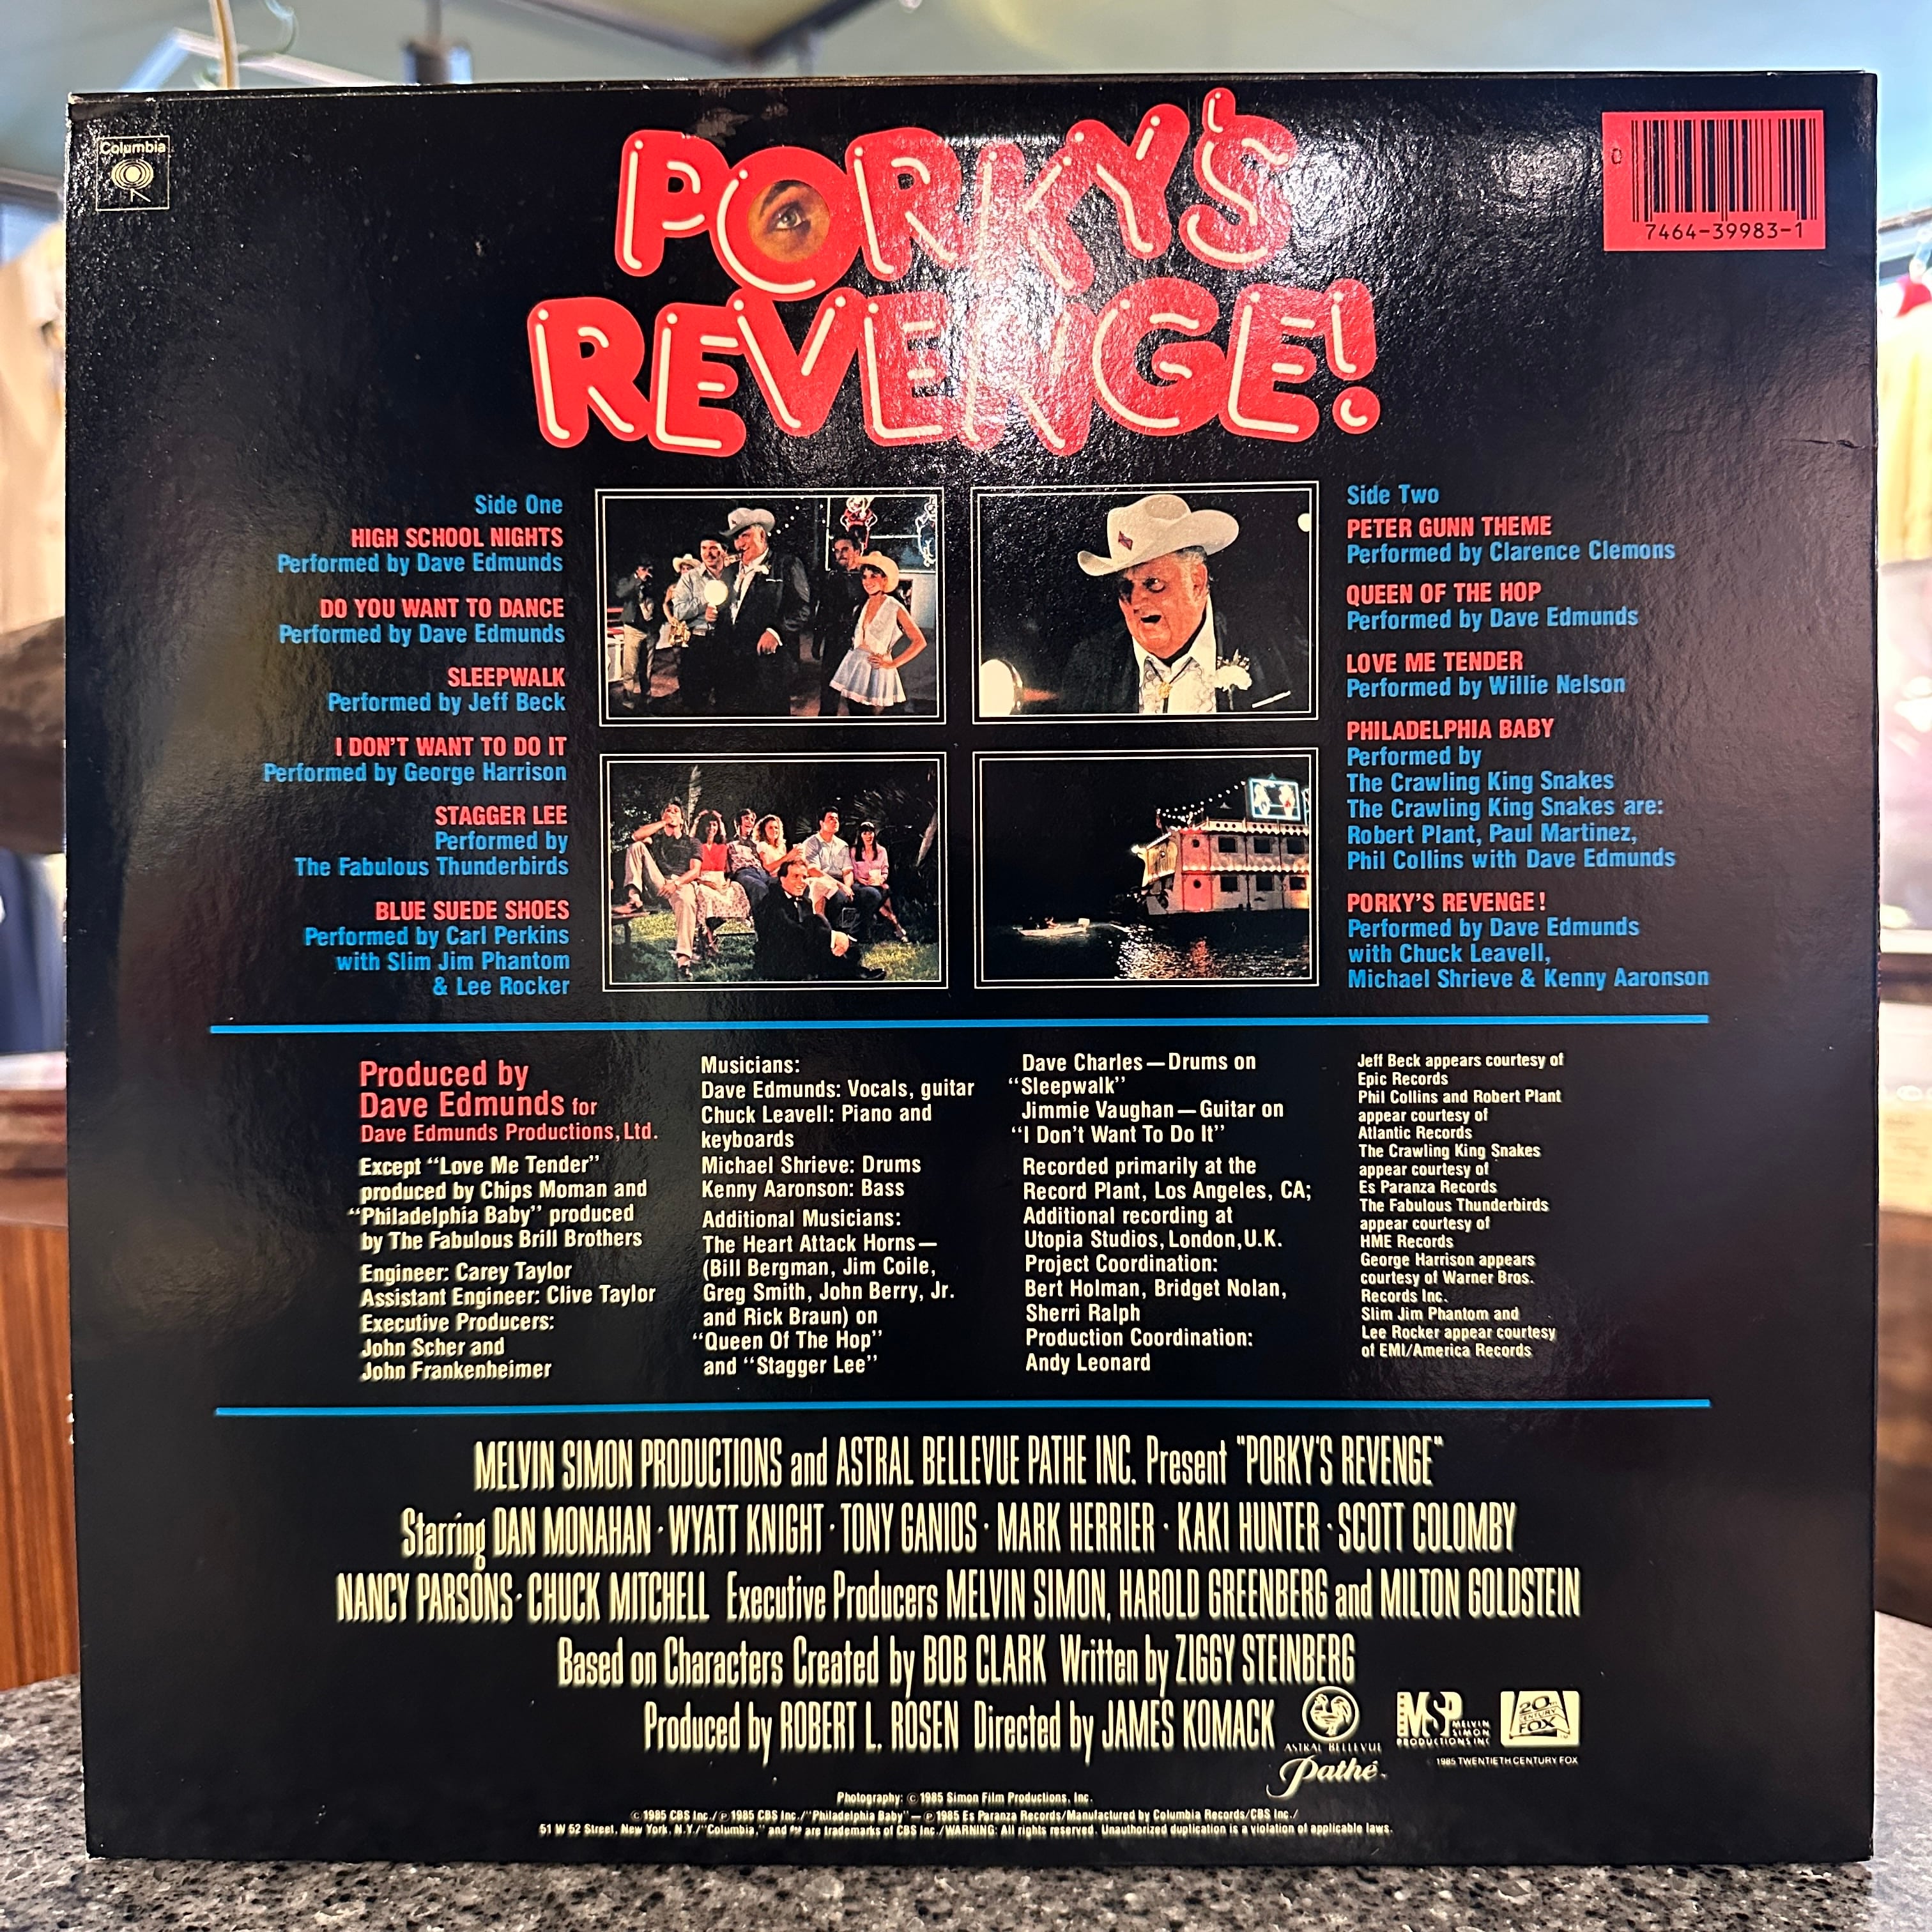 Columbia
PORKY'S
REVENGE!
0
7464-39983-1
Side One
HIGH SCHOOL NIGHTS
Performed by Dave Edmunds
DO YOU WANT TO DANCE
Performed by Dave Edmunds
SLEEPWALK
Performed by Jeff Beck
I DON'T WANT TO DO IT
Performed by George Harrison
STAGGER LEE
Performed by
The Fabulous Thunderbirds
BLUE SUEDE SHOES
Performed by Carl Perkins
with Slim Jim Phantom
& Lee Rocker
Side Two
PETER GUNN THEME
Performed by Clarence Clemons
QUEEN OF THE HOP
Performed by Dave Edmunds
LOVE ME TENDER
Performed by Willie Nelson
PHILADELPHIA BABY
Performed by
The Crawling King Snakes
The Crawling King Snakes are:
Robert Plant, Paul Martinez,
Phil Collins with Dave Edmunds
PORKY'S REVENGE!
Performed by Dave Edmunds
with Chuck Leavell,
Michael Shrieve & Kenny Aaronson
Produced by
Dave Edmunds for
Dave Edmunds Productions, Ltd.
Except "Love Me Tender"
produced by Chips Moman and
"Philadelphia Baby" produced
by The Fabulous Brill Brothers
Engineer: Carey Taylor
Assistant Engineer: Clive Taylor
Executive Producers:
John Scher and
John Frankenheimer
Musicians:
Dave Edmunds: Vocals, guitar
Chuck Leavell: Piano and
keyboards
Michael Shrieve: Drums
Kenny Aaronson: Bass
Additional Musicians:
The Heart Attack Horns—
(Bill Bergman, Jim Coile,
Greg Smith, John Berry, Jr.
and Rick Braun) on
"Queen Of The Hop"
and "Stagger Lee"
Dave Charles—Drums on
"Sleepwalk"
Jimmie Vaughan—Guitar on
"I Don't Want To Do It"
Recorded primarily at the
Record Plant, Los Angeles, CA;
Additional recording at
Utopia Studios, London, U.K.
Project Coordination:
Bert Holman, Bridget Nolan,
Sherri Ralph
Production Coordination:
Andy Leonard
Jeff Beck appears courtesy of
Epic Records
Phil Collins and Robert Plant
appear courtesy of
Atlantic Records
The Crawling King Snakes
appear courtesy of
Es Paranza Records
The Fabulous Thunderbirds
appear courtesy of
HME Records
George Harrison appears
courtesy of Warner Bros.
Records Inc.
Slim Jim Phantom and
Lee Rocker appear courtesy
of EMI/America Records
MELVIN SIMON PRODUCTIONS and ASTRAL BELLEVUE PATHE INC. Present "PORKY'S REVENGE"
Starring DAN MONAHAN · WYATT KNIGHT · TONY GANIOS · MARK HERRIER · KAKI HUNTER · SCOTT COLOMBY
NANCY PARSONS · CHUCK MITCHELL Executive Producers MELVIN SIMON, HAROLD GREENBERG and MILTON GOLDSTEIN
Based on Characters Created by BOB CLARK Written by ZIGGY STEINBERG
Produced by ROBERT L. ROSEN Directed by JAMES KOMACK
ASTRAL BELLEVUE
Pathé
MSP MELVIN
SIMON
PRODUCTIONS INC
20th
CENTURY
FOX
1985 TWENTIETH CENTURY FOX
Photography: © 1985 Simon Film Productions, Inc.
© 1985 CBS Inc./℗ 1985 CBS Inc./"Philadelphia Baby"—℗ 1985 Es Paranza Records/Manufactured by Columbia Records/CBS Inc./
51 W 52 Street, New York, N.Y./"Columbia," and are trademarks of CBS Inc./WARNING: All rights reserved. Unauthorized duplication is a violation of applicable laws.